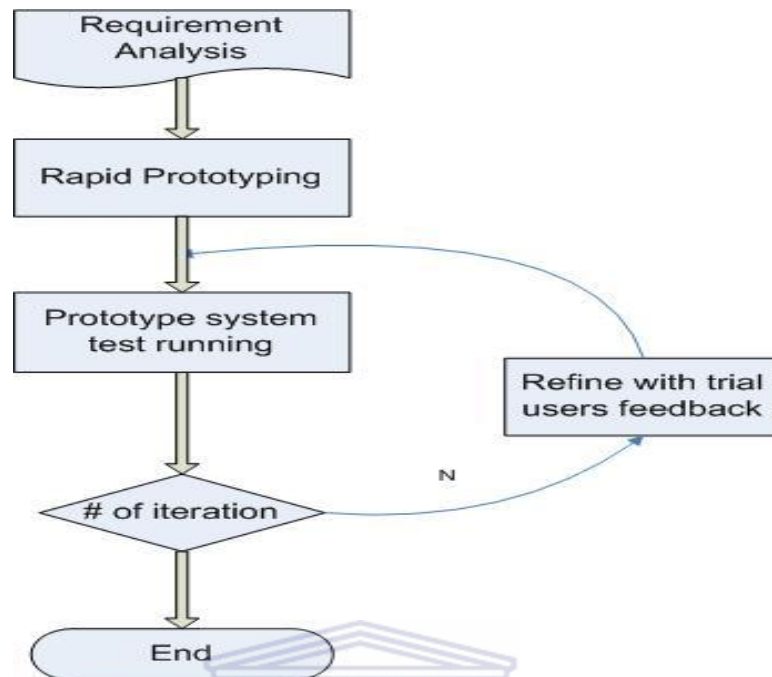 Requirement
Analysis
Rapid Prototyping
Prototype system
test running
Refine with trial
users feedback
N
# of iteration
End